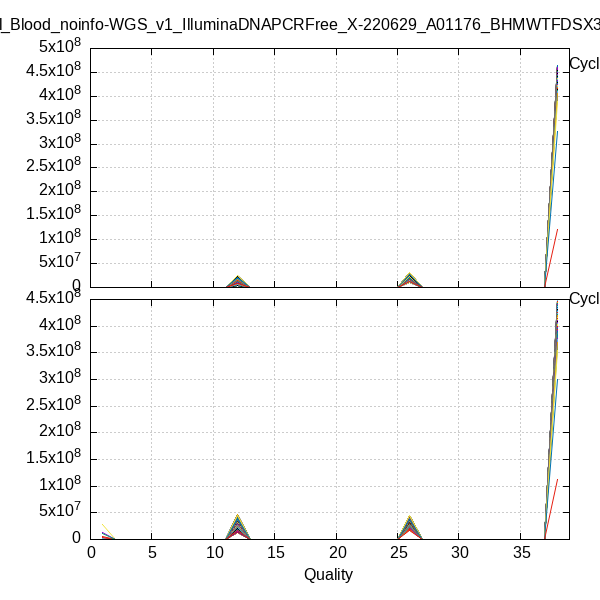 l_Blood_noinfo-WGS_v1_IlluminaDNAPCRFree_X-220629_A01176_BHMWTFDSX3
5x10^8
Cycl
4.5x10^8
4x10^8
3.5x10^8
3x10^8
2.5x10^8
2x10^8
1.5x10^8
1x10^8
5x10^7
0
4.5x10^8
Cycl
4x10^8
3.5x10^8
3x10^8
2.5x10^8
2x10^8
1.5x10^8
1x10^8
5x10^7
0
0 5 10 15 20 25 30 35
Quality